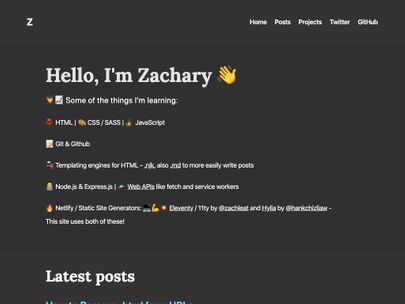 Z
Home Posts Projects Twitter GitHub
Hello, I'm Zachary 👋
Some of the things I'm learning:
HTML | CSS / SASS | JavaScript
Git & Github
Templating engines for HTML - .njk, also .md to more easily write posts
Node.js & Express.js | Web APIs like fetch and service workers
Netlify / Static Site Generators: Eleventy / 11ty by @zachleat and Hylia by @hankchizljaw -
This site uses both of these!
Latest posts